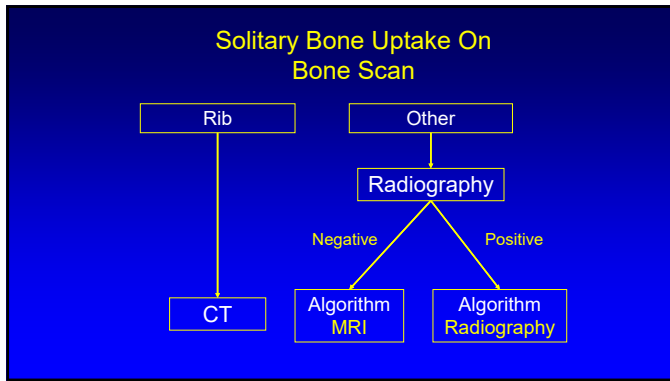 Solitary Bone Uptake On
Bone Scan
Rib
Other
Radiography
Negative
Positive
CT
Algorithm
MRI
Algorithm
Radiography